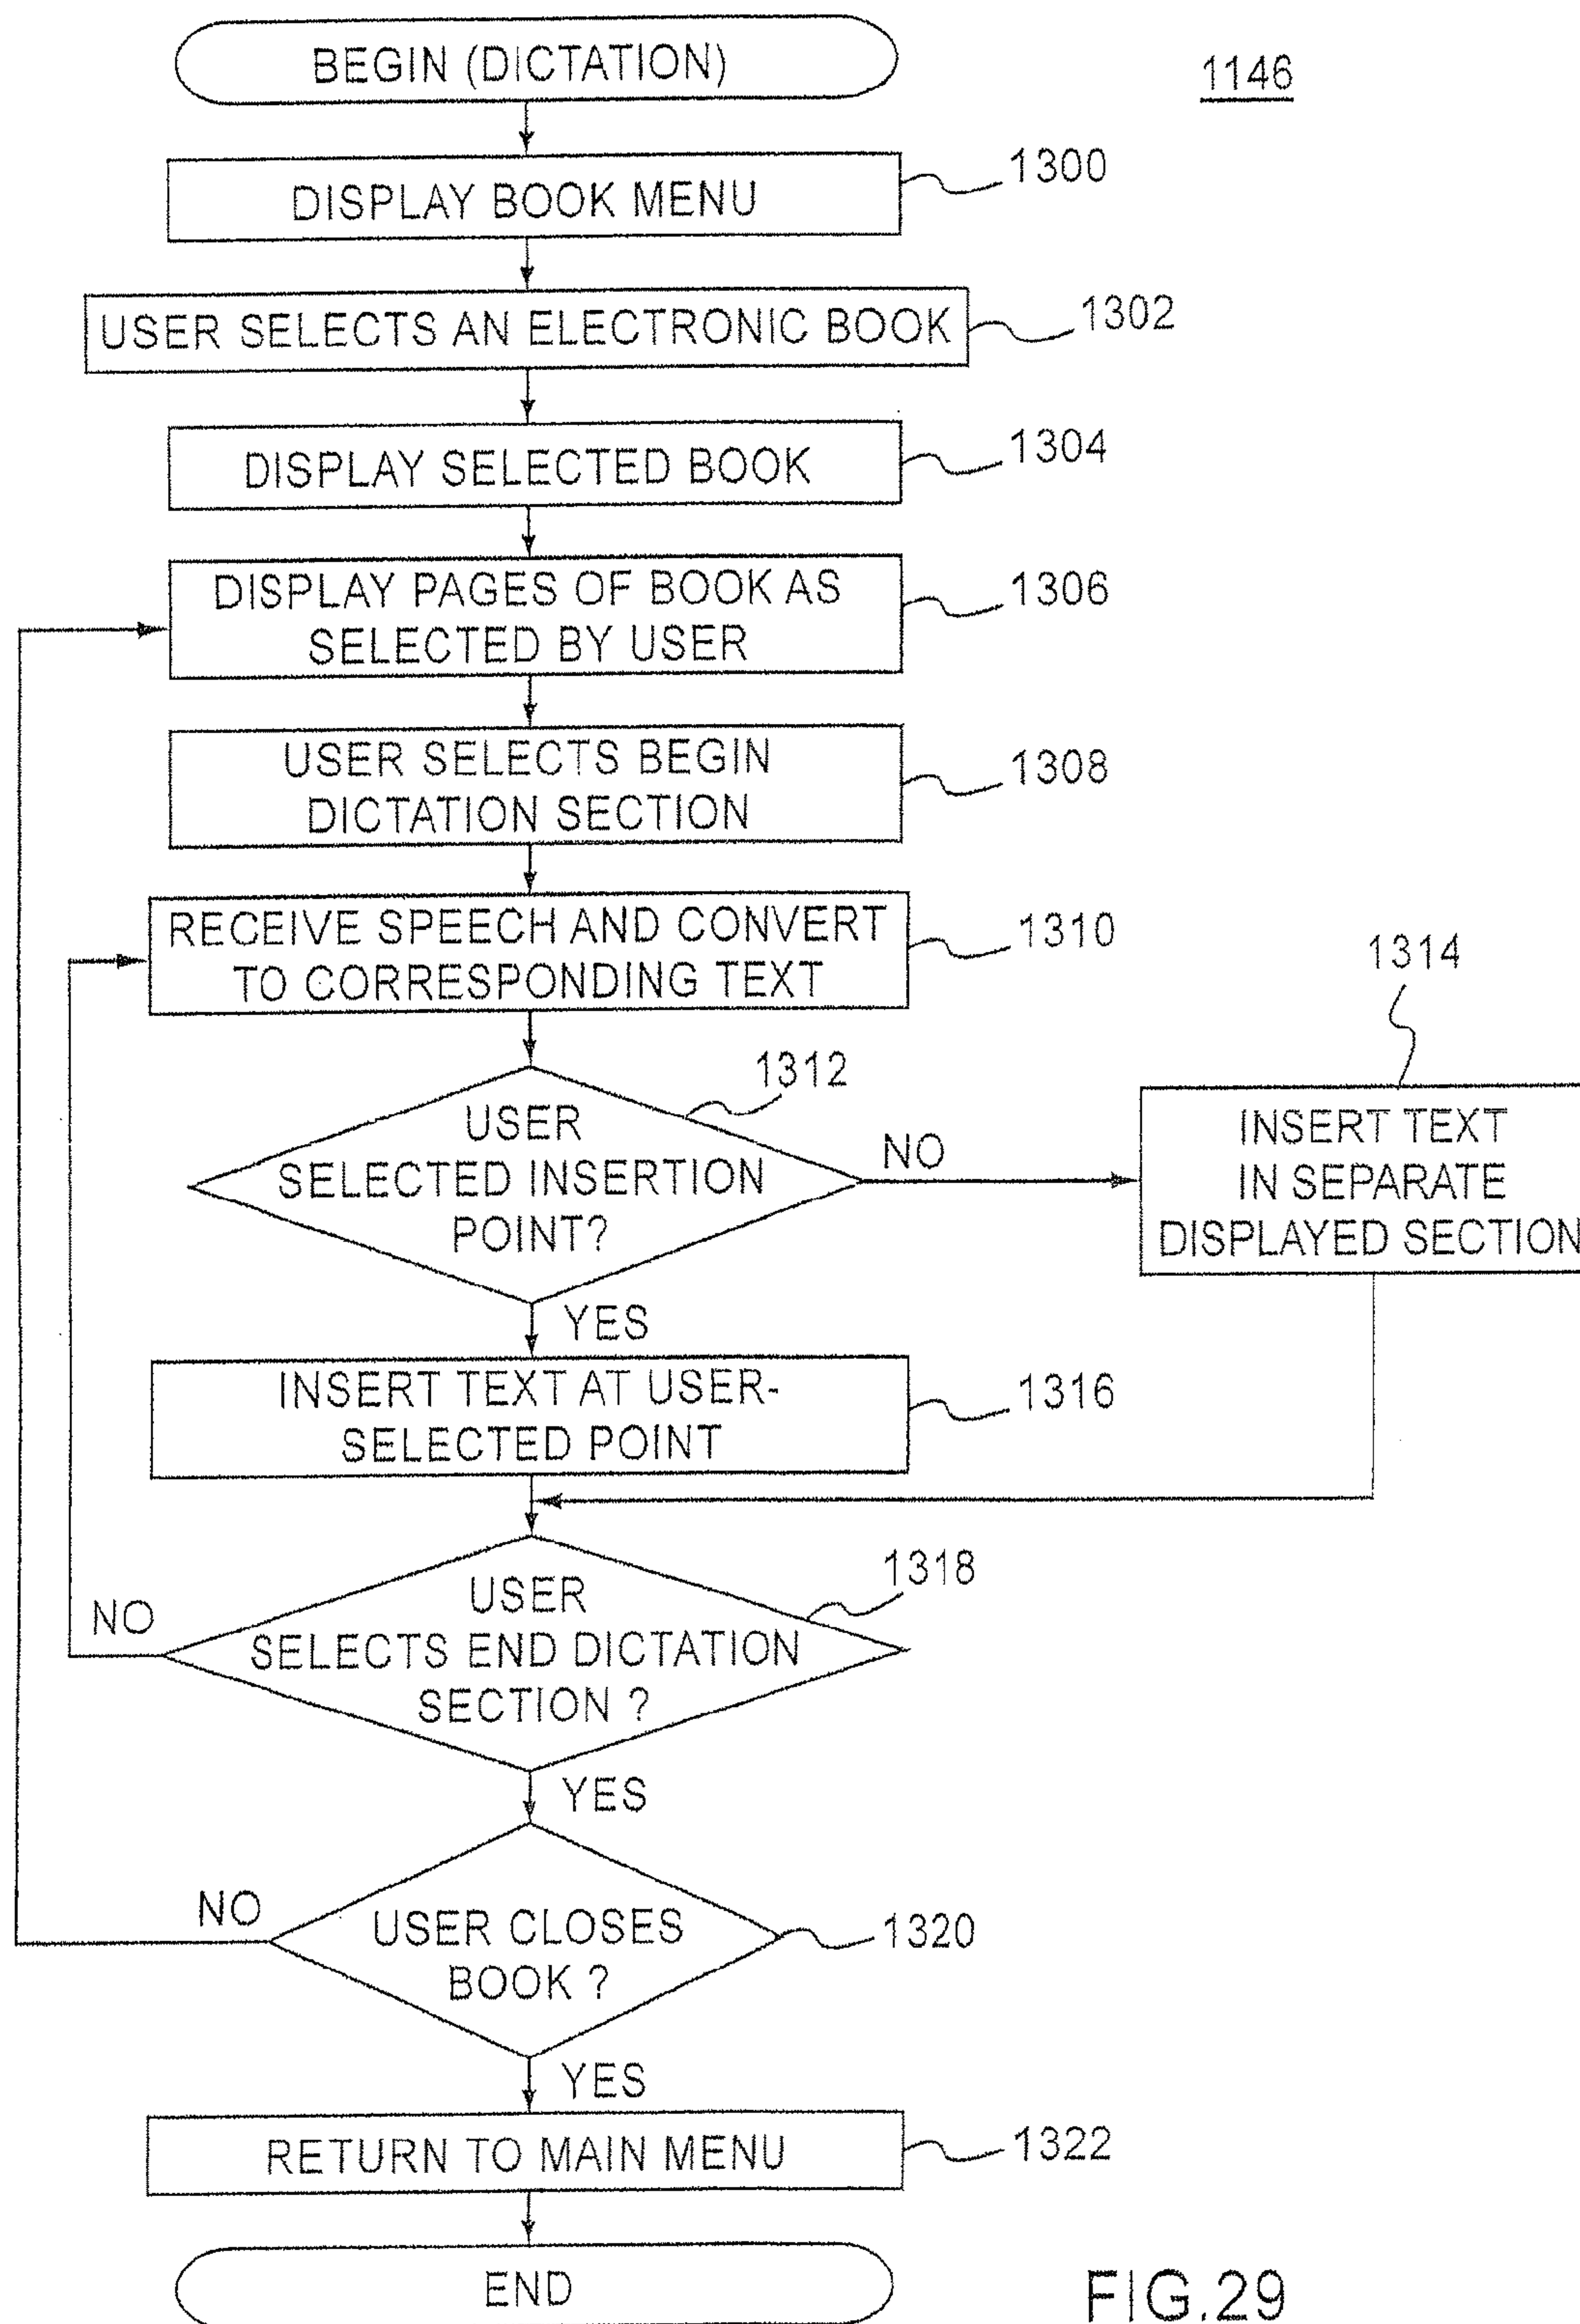 BEGIN (DICTATION)
1146
DISPLAY BOOK MENU
1300
USER SELECTS AN ELECTRONIC BOOK
1302
DISPLAY SELECTED BOOK
1304
DISPLAY PAGES OF BOOK AS
SELECTED BY USER
1306
USER SELECTS BEGIN
DICTATION SECTION
1308
RECEIVE SPEECH AND CONVERT
TO CORRESPONDING TEXT
1310
1312
USER
SELECTED INSERTION
POINT?
NO
1314
INSERT TEXT
IN SEPARATE
DISPLAYED SECTION
YES
INSERT TEXT AT USER-
SELECTED POINT
1316
1318
USER
SELECTS END DICTATION
SECTION ?
NO
YES
USER CLOSES
BOOK ?
1320
NO
YES
RETURN TO MAIN MENU
1322
END
FIG.29